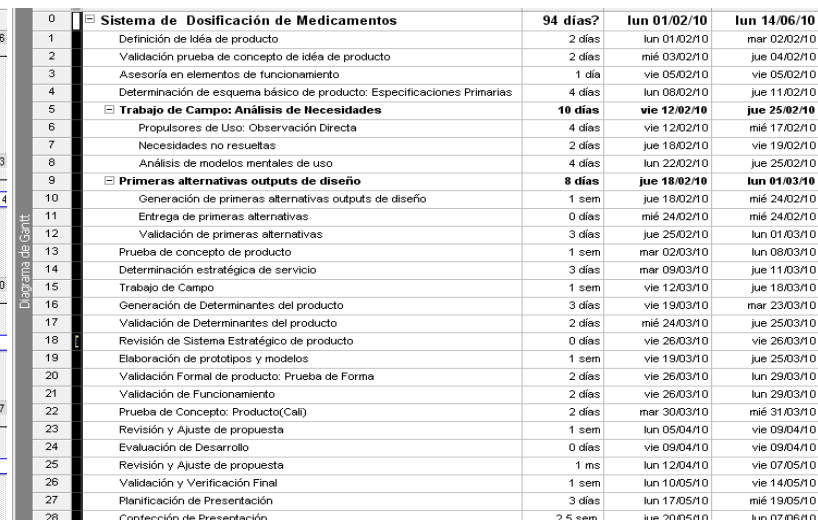 0 Sistema de Dosificación de Medicamentos 94 días? lun 01/02/10 lun 14/06/10
1 Definición de Idéa de producto 2 días lun 01/02/10 mar 02/02/10
2 Validación prueba de concepto de idéa de producto 2 días mié 03/02/10 jue 04/02/10
3 Asesoría en elementos de funcionamiento 1 día vie 05/02/10 vie 05/02/10
4 Determinación de esquema básico de producto: Especificaciones Primarias 4 días lun 08/02/10 jue 11/02/10
5 Trabajo de Campo: Análisis de Necesidades 10 días vie 12/02/10 jue 25/02/10
6 Propulsores de Uso: Observación Directa 4 días vie 12/02/10 mié 17/02/10
7 Necesidades no resueltas 2 días jue 18/02/10 vie 19/02/10
8 Análisis de modelos mentales de uso 4 días lun 22/02/10 jue 25/02/10
9 Primeras alternativas outputs de diseño 8 días jue 18/02/10 lun 01/03/10
10 Generación de primeras alternativas outputs de diseño 1 sem jue 18/02/10 mié 24/02/10
11 Entrega de primeras alternativas 0 días mié 24/02/10 mié 24/02/10
12 Validación de primeras alternativas 3 días jue 25/02/10 lun 01/03/10
13 Prueba de concepto de producto 1 sem mar 02/03/10 lun 08/03/10
14 Determinación estratégica de servicio 3 días mar 09/03/10 jue 11/03/10
15 Trabajo de Campo 1 sem vie 12/03/10 jue 18/03/10
16 Generación de Determinantes del producto 3 días vie 19/03/10 mar 23/03/10
17 Validación de Determinantes del producto 2 días mié 24/03/10 jue 25/03/10
18 Revisión de Sistema Estratégico de producto 0 días vie 26/03/10 vie 26/03/10
19 Elaboración de prototipos y modelos 1 sem vie 19/03/10 jue 25/03/10
20 Validación Formal de producto: Prueba de Forma 2 días vie 26/03/10 lun 29/03/10
21 Validación de Funcionamiento 2 días vie 26/03/10 lun 29/03/10
22 Prueba de Concepto: Producto(Cali) 2 días mar 30/03/10 mié 31/03/10
23 Revisión y Ajuste de propuesta 1 sem lun 05/04/10 vie 09/04/10
24 Evaluación de Desarrollo 0 días vie 09/04/10 vie 09/04/10
25 Revisión y Ajuste de propuesta 1 ms lun 12/04/10 vie 07/05/10
26 Validación y Verificación Final 1 sem lun 10/05/10 vie 14/05/10
27 Planificación de Presentación 3 días lun 17/05/10 mié 19/05/10
28 Confección de Presentación 2,5 sem jue 20/05/10 lun 07/06/10
Diagrama de Gantt